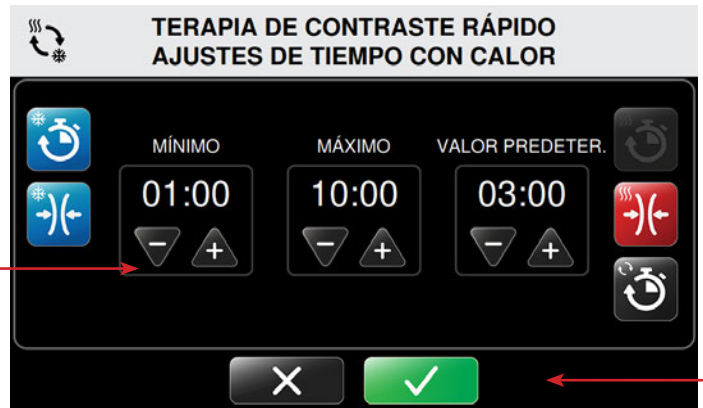 TERAPIA DE CONTRASTE RÁPIDO
AJUSTES DE TIEMPO CON CALOR
MÍNIMO
MÁXIMO
VALOR PREDETER.
01:00
10:00
03:00